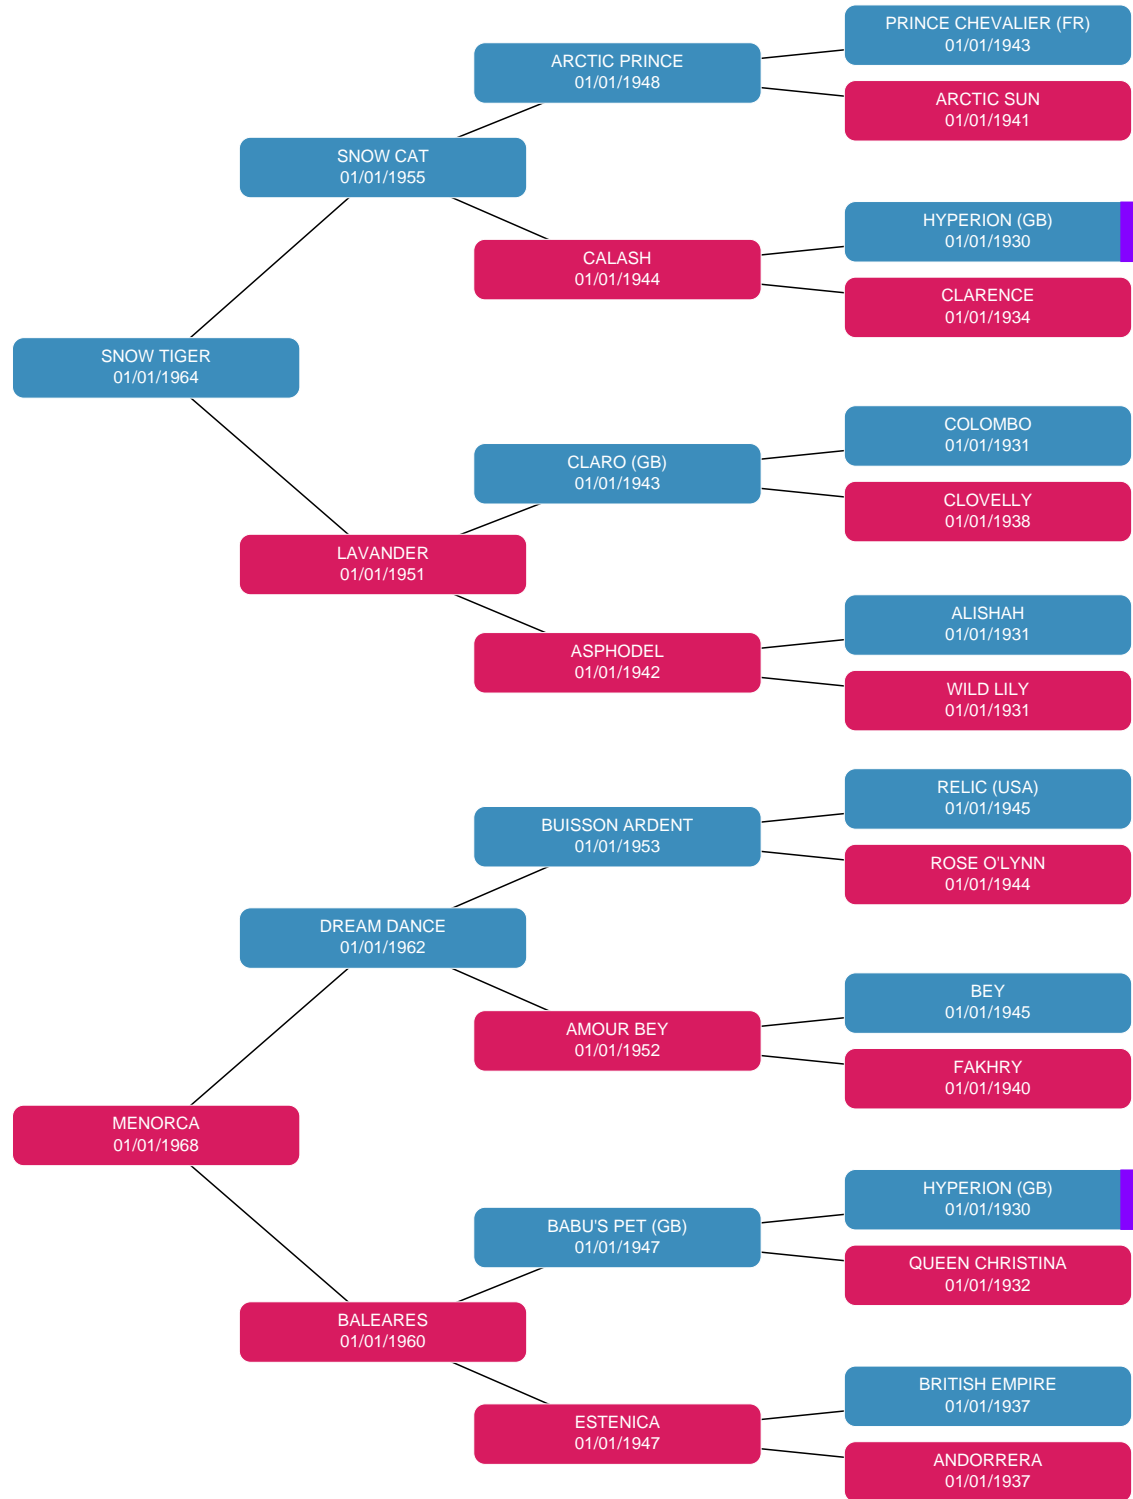 PRINCE CHEVALIER (FR)
01/01/1943
ARCTIC PRINCE
01/01/1948
ARCTIC SUN
01/01/1941
SNOW CAT
01/01/1955
HYPERION (GB)
01/01/1930
CALASH
01/01/1944
CLARENCE
01/01/1934
SNOW TIGER
01/01/1964
COLOMBO
01/01/1931
CLARO (GB)
01/01/1943
CLOVELLY
01/01/1938
LAVANDER
01/01/1951
ALISHAH
01/01/1931
ASPHODEL
01/01/1942
WILD LILY
01/01/1931
RELIC (USA)
01/01/1945
BUISSON ARDENT
01/01/1953
ROSE O'LYNN
01/01/1944
DREAM DANCE
01/01/1962
BEY
01/01/1945
AMOUR BEY
01/01/1952
FAKHRY
01/01/1940
MENORCA
01/01/1968
HYPERION (GB)
01/01/1930
BABU'S PET (GB)
01/01/1947
QUEEN CHRISTINA
01/01/1932
BALEARES
01/01/1960
BRITISH EMPIRE
01/01/1937
ESTENICA
01/01/1947
ANDORRERA
01/01/1937